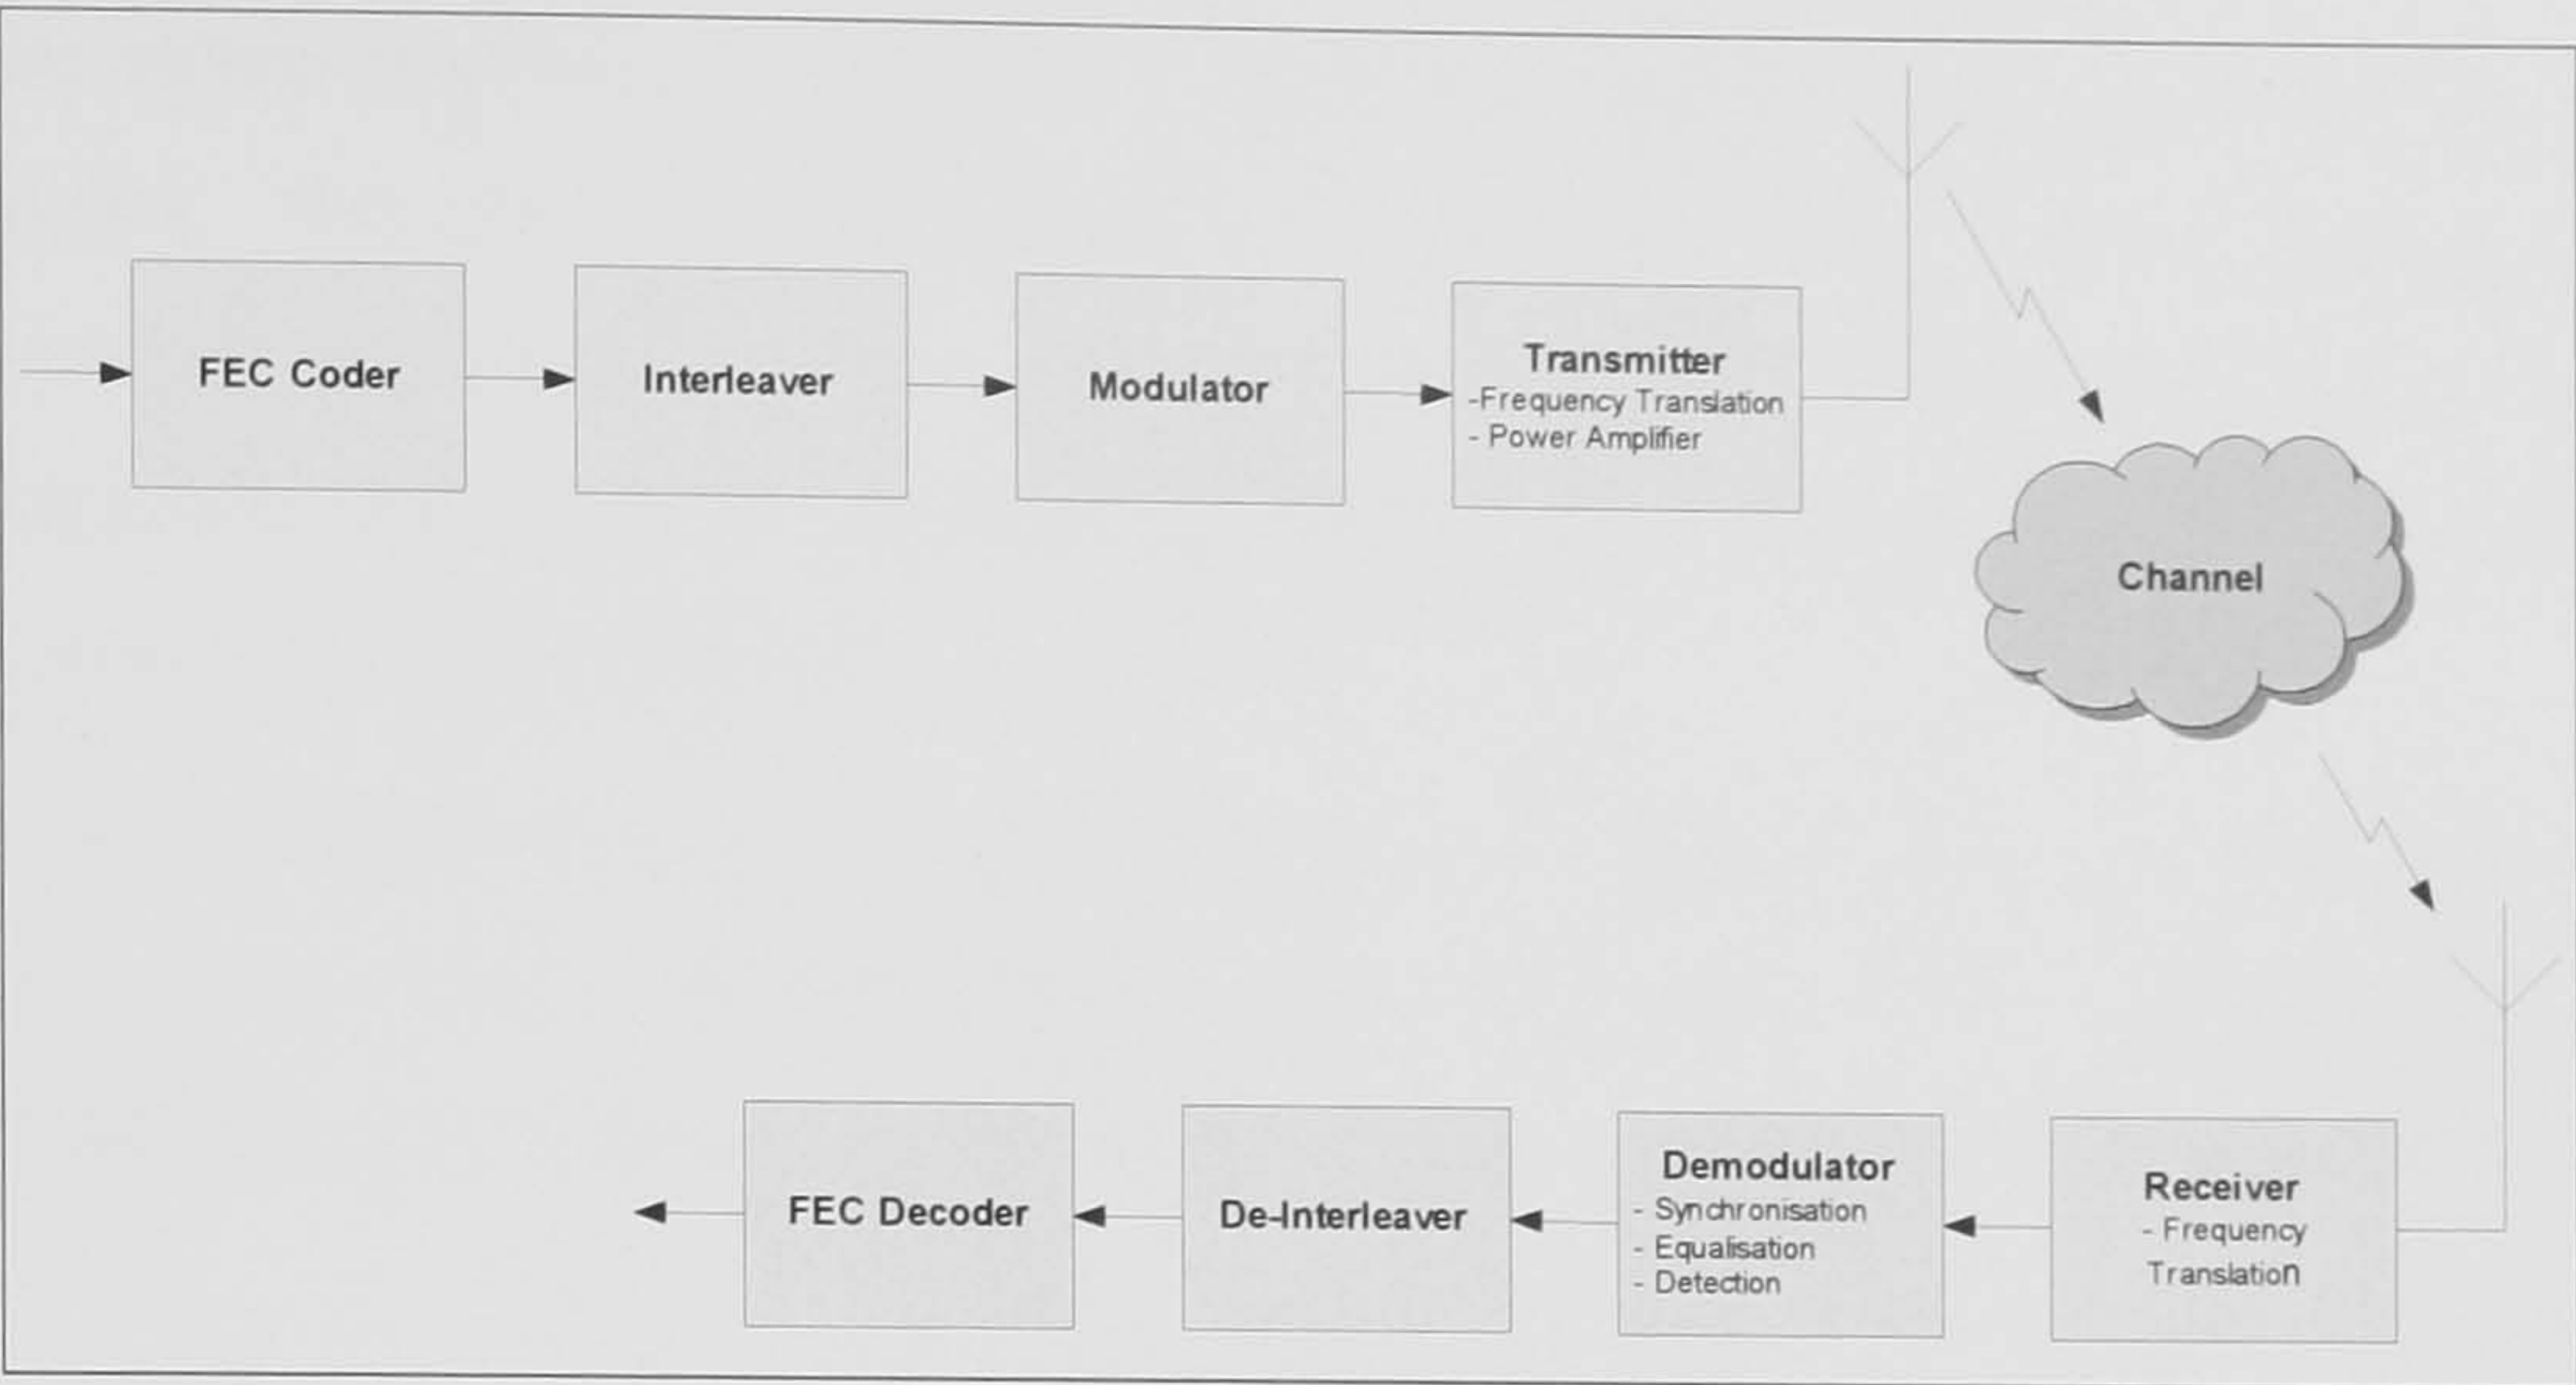 FEC Coder
Interleaver
Modulator
Transmitter
-Frequency Translation
- Power Amplifier
Channel
FEC Decoder
De-Interleaver
Demodulator
- Synchronisation
- Equalisation
- Detection
Receiver
- Frequency
Translation